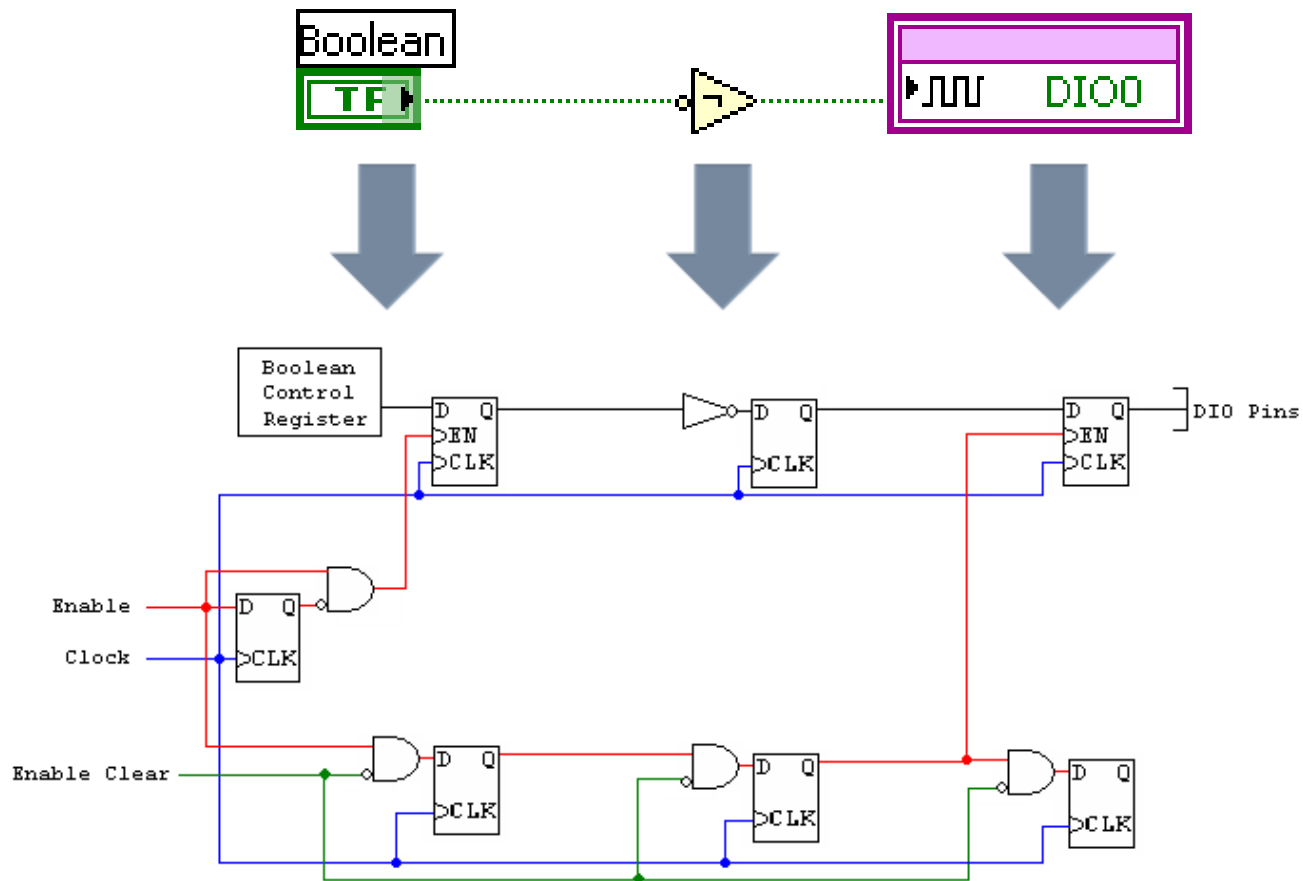 Boolean
TF
DIO0
Boolean
Control
Register
D Q
EN
CLK
D Q
CLK
D Q
EN
CLK
DIO Pins
Enable
D Q
Clock
CLK
Enable Clear
D Q
CLK
D Q
CLK
D Q
CLK